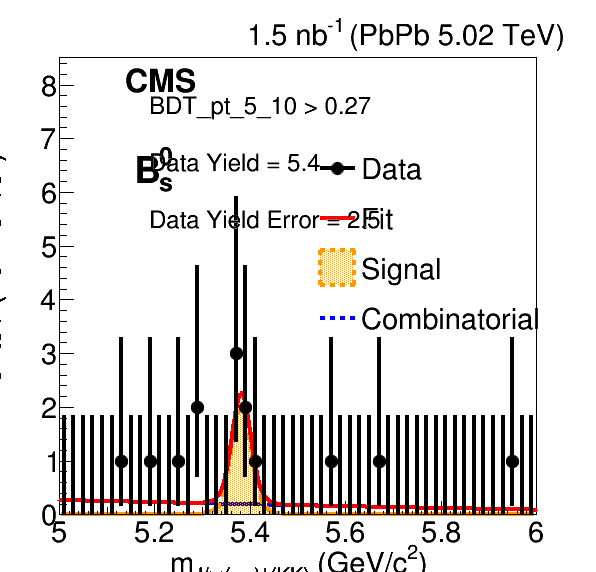 1.5 nb⁻¹ (PbPb 5.02 TeV)
CMS
BDT_pt_5_10 > 0.27
B⁰ₛ
Data Yield = 5.4
Data Yield Error = 2.5
Data
Fit
Signal
Combinatorial
8
7
6
5
4
3
2
1
0
5 5.2 5.4 5.6 5.8 6
m (GeV/c²)